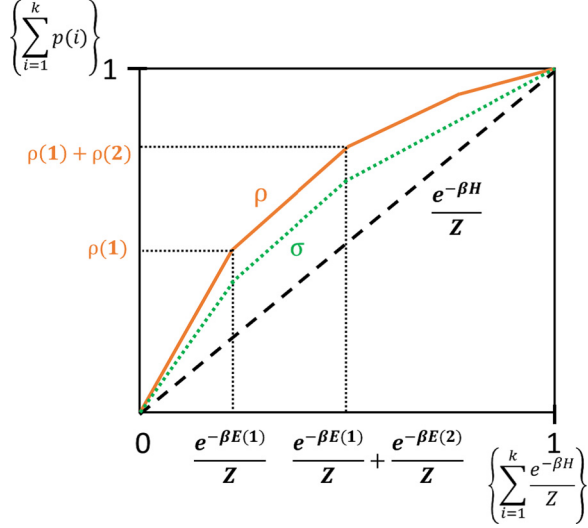 {∑_{i=1}^{k} p(i)}
1
ρ(1) + ρ(2)
ρ
e^{-βH}/Z
ρ(1)
σ
0
e^{-βE(1)}/Z
e^{-βE(1)}/Z + e^{-βE(2)}/Z
1
{∑_{i=1}^{k} e^{-βH}/Z}